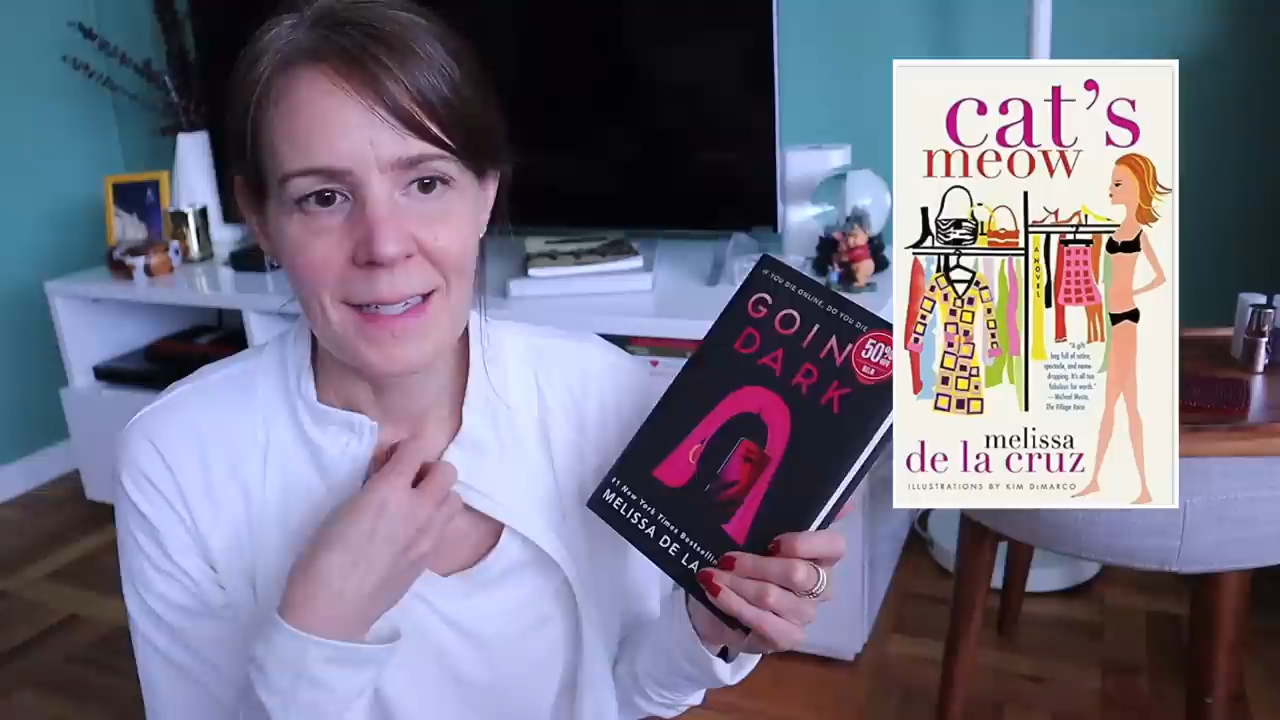 IF YOU DIE ONLINE, DO YOU DIE
GOIN
DARK
50%
#1 New York Times Bestsellin
MELISSA DE LA
cat's
meow
A NOVEL
"A gift
bag full of satire,
spectacle, and name-
dropping. It's all too
fabulous for words."
—Michael Musto,
The Village Voice
melissa
de la cruz
ILLUSTRATIONS BY KIM DeMARCO